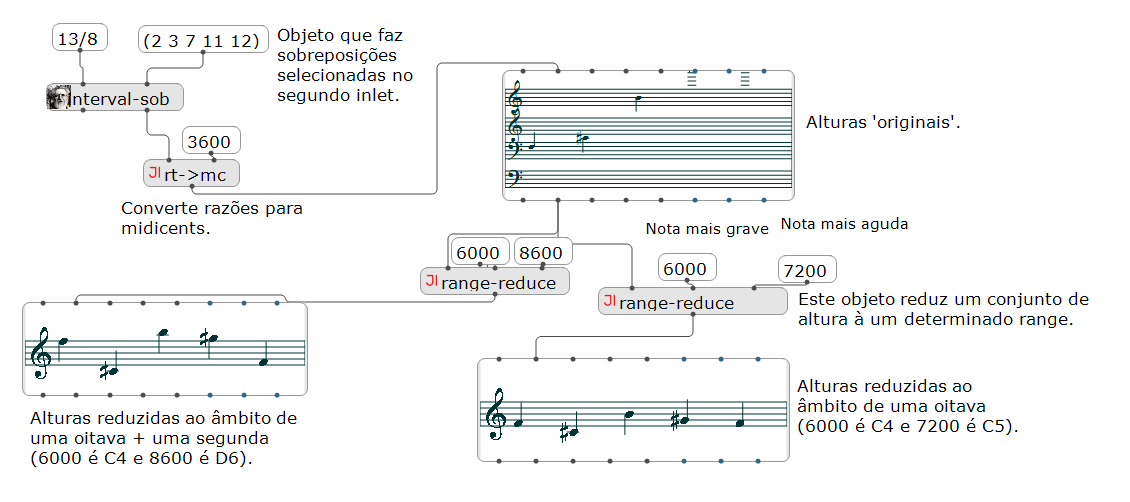 13/8
(2 3 7 11 12)
Objeto que faz
sobreposições
selecionadas no
segundo inlet.
Interval-sob
3600
JI rt->mc
Converte razões para
midicents.
Alturas 'originais'.
Nota mais grave
Nota mais aguda
6000
8600
JI range-reduce
6000
7200
JI range-reduce
Este objeto reduz um conjunto de
altura à um determinado range.
Alturas reduzidas ao âmbito de
uma oitava + uma segunda
(6000 é C4 e 8600 é D6).
Alturas reduzidas ao
âmbito de uma oitava
(6000 é C4 e 7200 é C5).